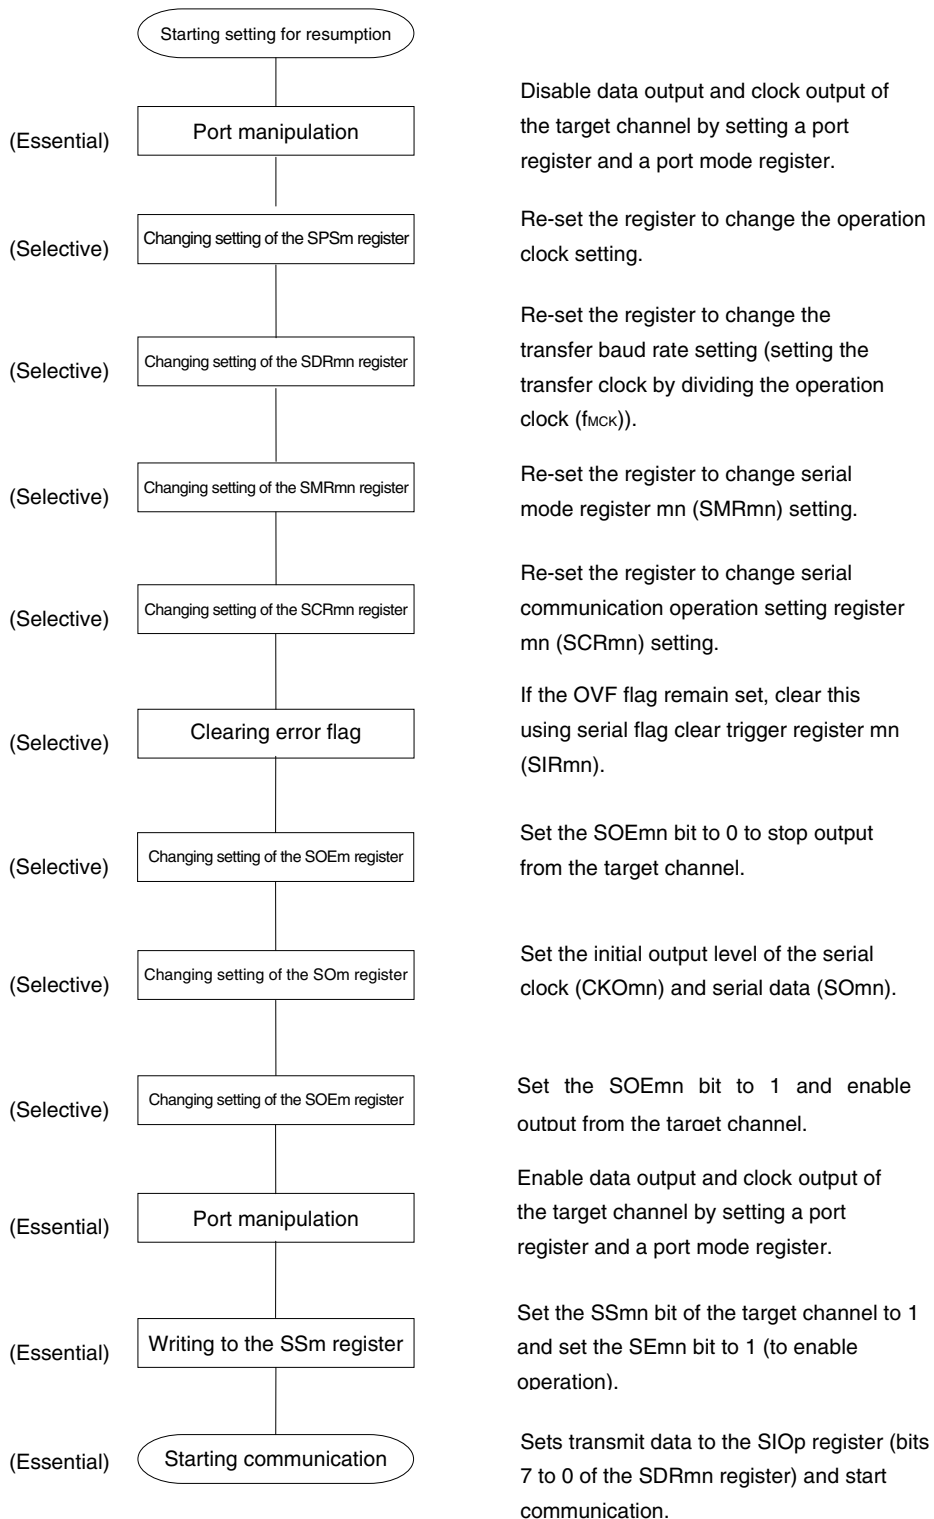 Starting setting for resumption
(Essential)
Port manipulation
Disable data output and clock output of
the target channel by setting a port
register and a port mode register.
(Selective)
Changing setting of the SPSm register
Re-set the register to change the operation
clock setting.
(Selective)
Changing setting of the SDRmn register
Re-set the register to change the
transfer baud rate setting (setting the
transfer clock by dividing the operation
clock (fMCK)).
(Selective)
Changing setting of the SMRmn register
Re-set the register to change serial
mode register mn (SMRmn) setting.
(Selective)
Changing setting of the SCRmn register
Re-set the register to change serial
communication operation setting register
mn (SCRmn) setting.
(Selective)
Clearing error flag
If the OVF flag remain set, clear this
using serial flag clear trigger register mn
(SIRmn).
(Selective)
Changing setting of the SOEm register
Set the SOEmn bit to 0 to stop output
from the target channel.
(Selective)
Changing setting of the SOm register
Set the initial output level of the serial
clock (CKOmn) and serial data (SOmn).
(Selective)
Changing setting of the SOEm register
Set the SOEmn bit to 1 and enable
output from the target channel.
(Essential)
Port manipulation
Enable data output and clock output of
the target channel by setting a port
register and a port mode register.
(Essential)
Writing to the SSm register
Set the SSmn bit of the target channel to 1
and set the SEmn bit to 1 (to enable
operation).
(Essential)
Starting communication
Sets transmit data to the SIOp register (bits
7 to 0 of the SDRmn register) and start
communication.